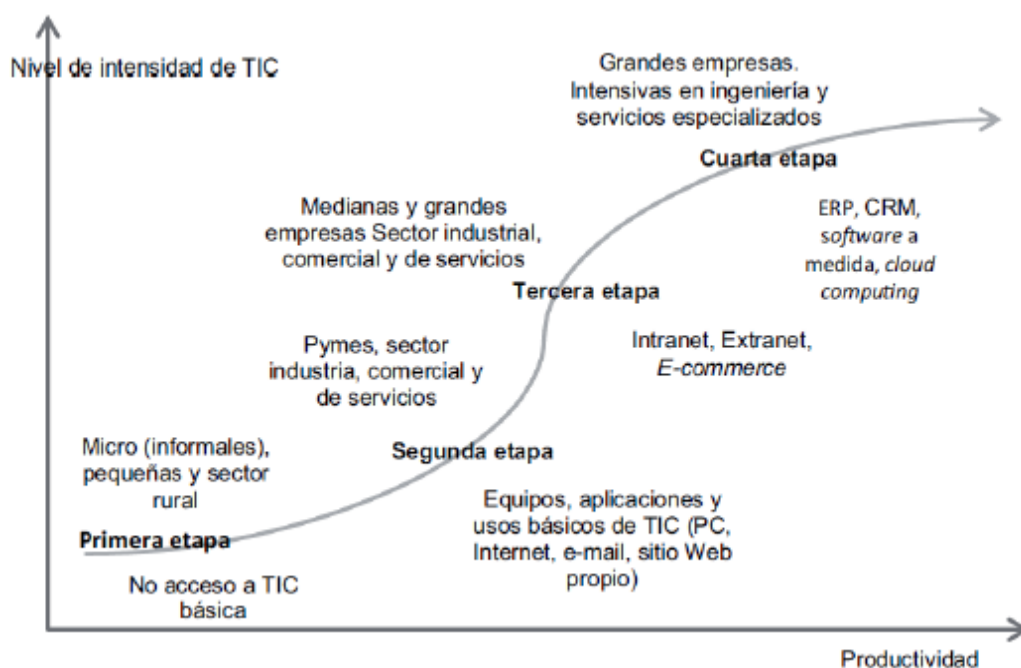 Nivel de intensidad de TIC
Grandes empresas.
Intensivas en ingeniería y
servicios especializados
Cuarta etapa
ERP, CRM,
software a
medida, cloud
computing
Medianas y grandes
empresas Sector industrial,
comercial y de servicios
Tercera etapa
Intranet, Extranet,
E-commerce
Pymes, sector
industria, comercial y
de servicios
Segunda etapa
Equipos, aplicaciones y
usos básicos de TIC (PC,
Internet, e-mail, sitio Web
propio)
Micro (informales),
pequeñas y sector
rural
Primera etapa
No acceso a TIC
básica
Productividad